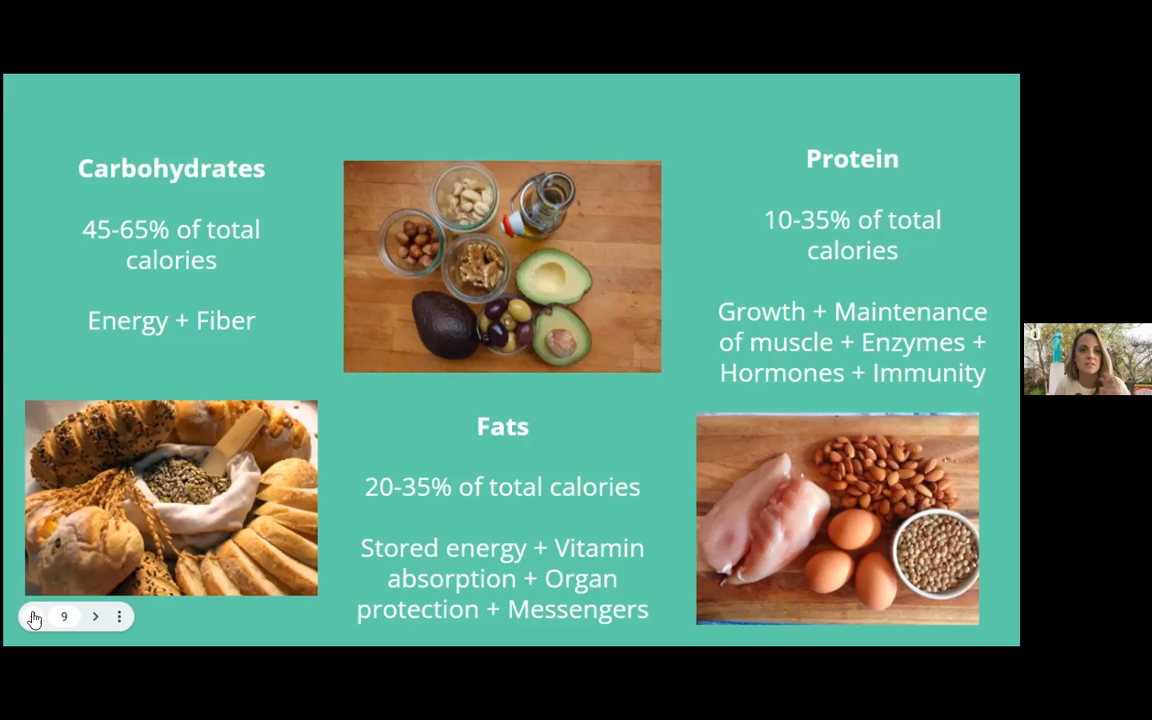 Carbohydrates
45-65% of total
calories
Energy + Fiber
Fats
20-35% of total calories
Stored energy + Vitamin
absorption + Organ
protection + Messengers
Protein
10-35% of total
calories
Growth + Maintenance
of muscle + Enzymes +
Hormones + Immunity
9